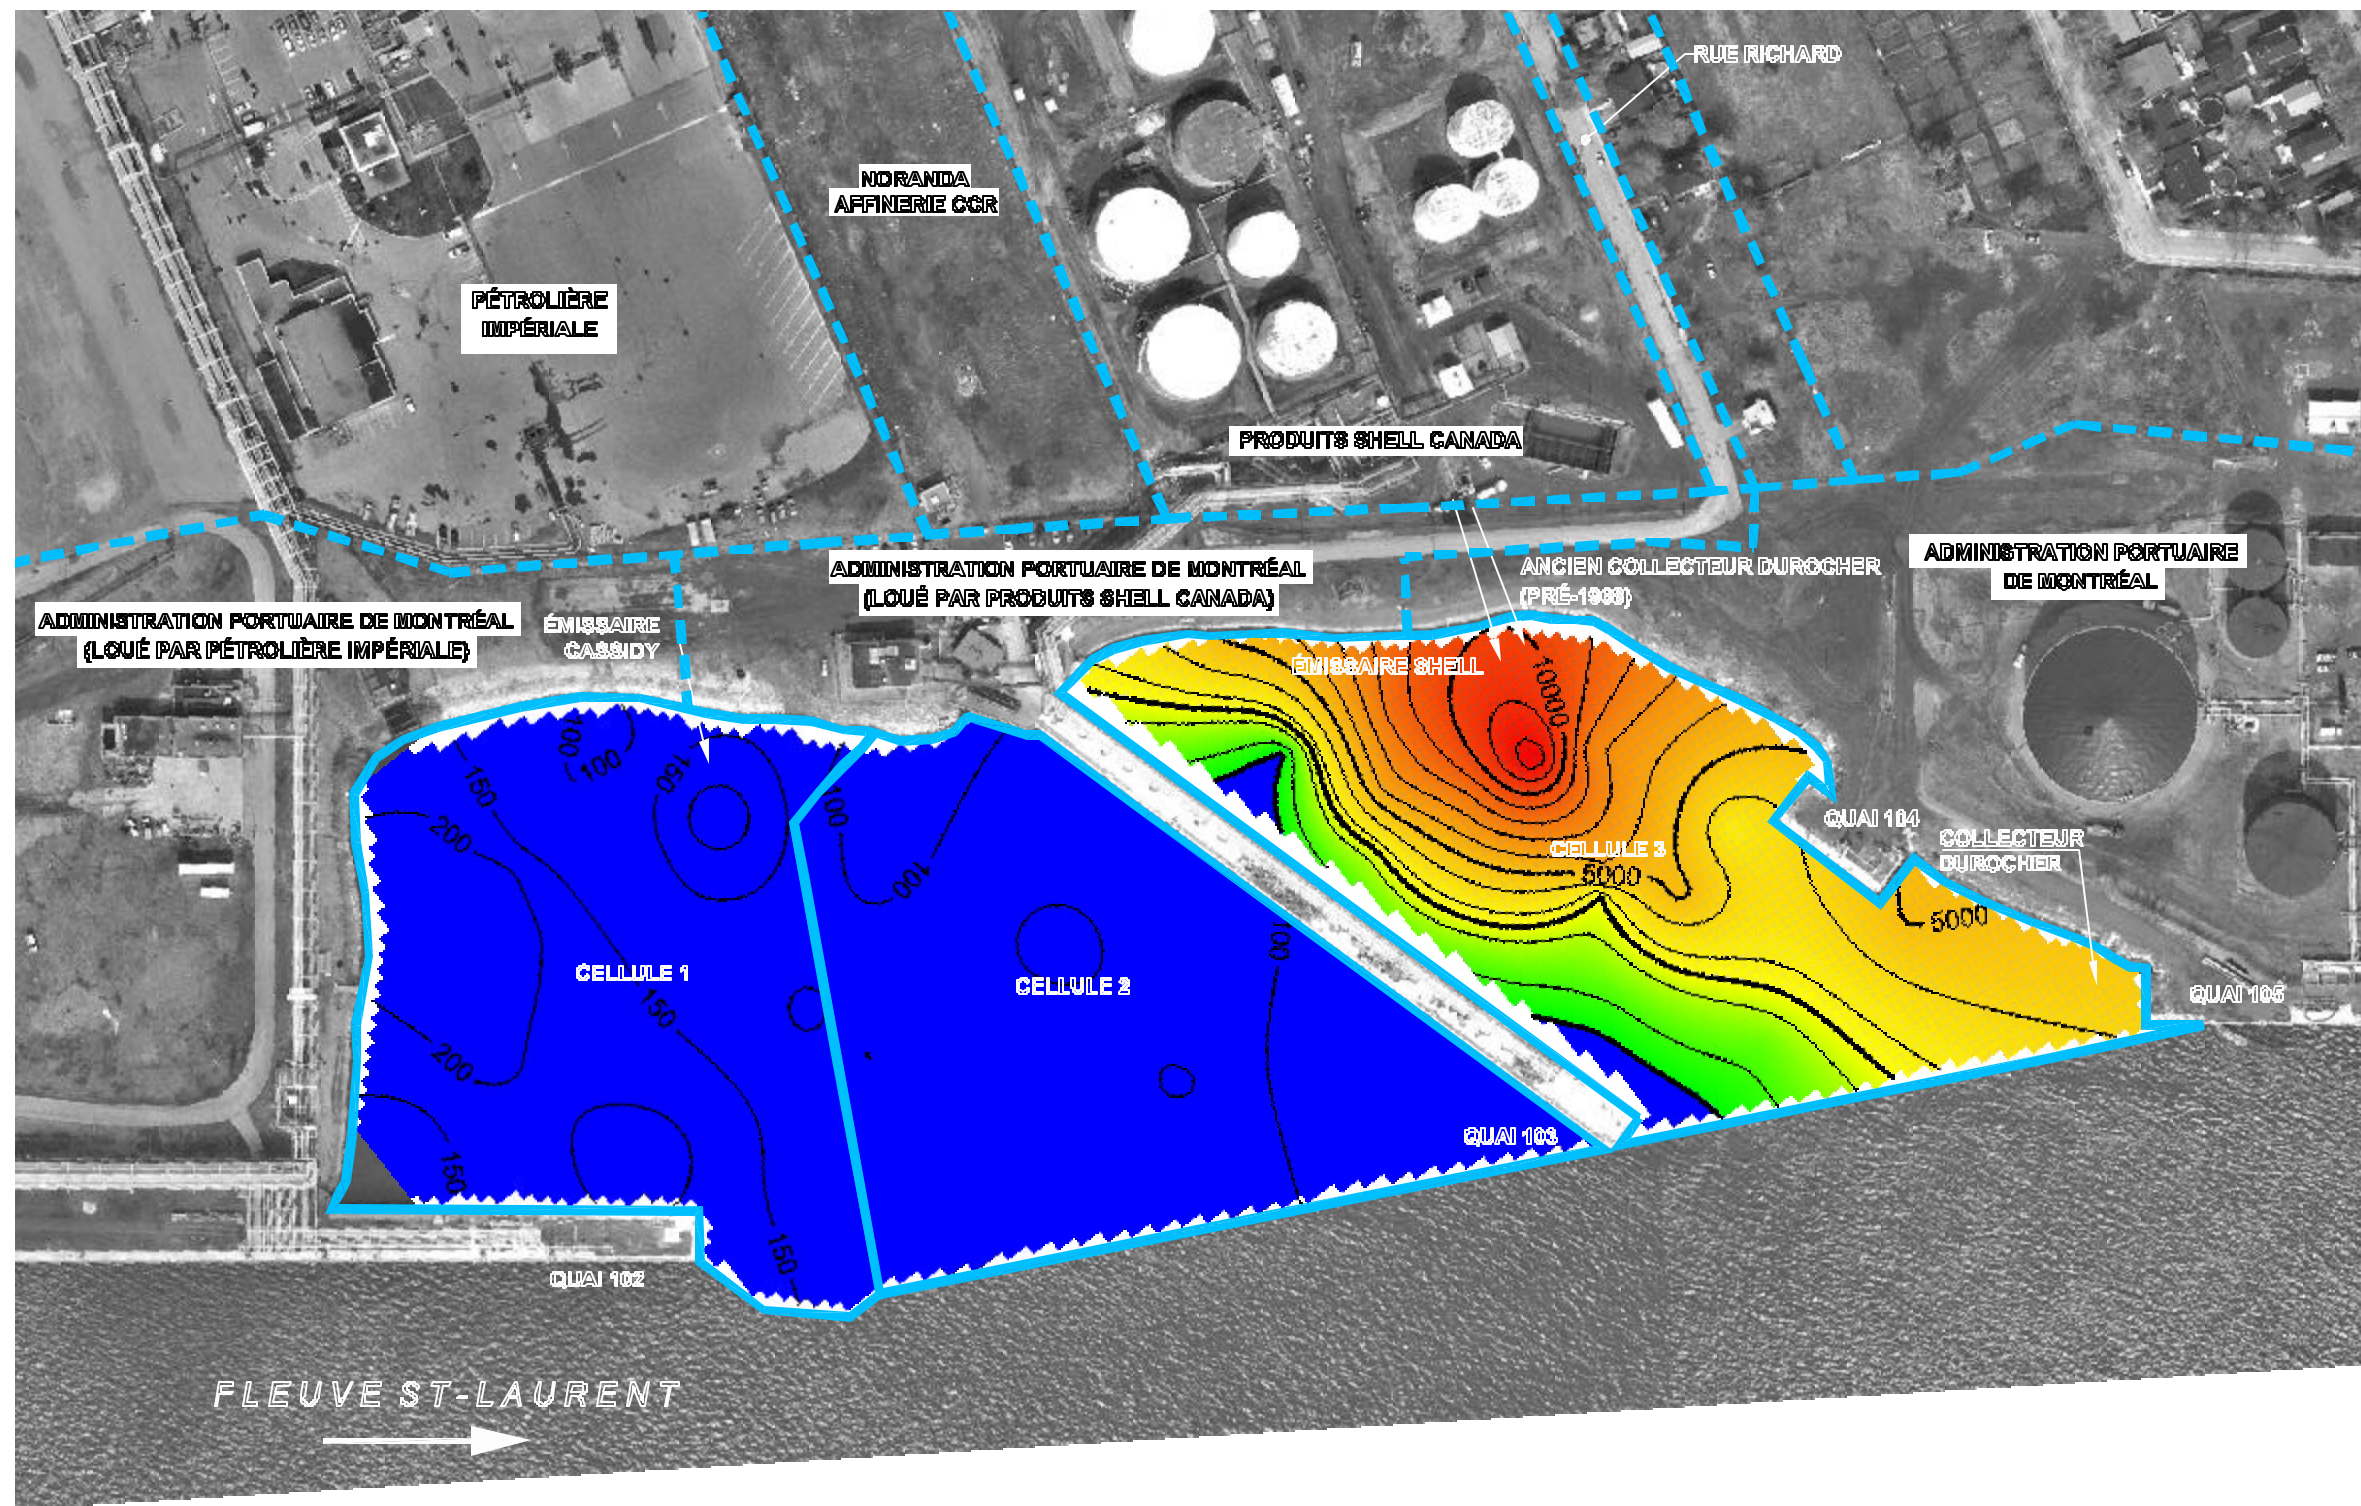 RUE RICHARD
NORANDA
AFFINERIE CCR
PÉTROLIÈRE
IMPÉRIALE
PRODUITS SHELL CANADA
ADMINISTRATION PORTUAIRE
DE MONTRÉAL
ADMINISTRATION PORTUAIRE DE MONTRÉAL
(LOUÉ PAR PRODUITS SHELL CANADA)
ANCIEN COLLECTEUR DUROCHER
ADMINISTRATION PORTUAIRE DE MONTRÉAL
(LOUÉ PAR PÉTROLIÈRE IMPÉRIALE)
ÉMISSAIRE
CASSIDY
ÉMISSAIRE SHELL
10000
100
100
150
150
200
100
100
QUAI 104
COLLECTEUR
DUROCHER
CELLULE 3
5000
5000
100
CELLULE 1
CELLULE 2
QUAI 105
150
200
150
QUAI 103
150
QUAI 102
FLEUVE ST-LAURENT